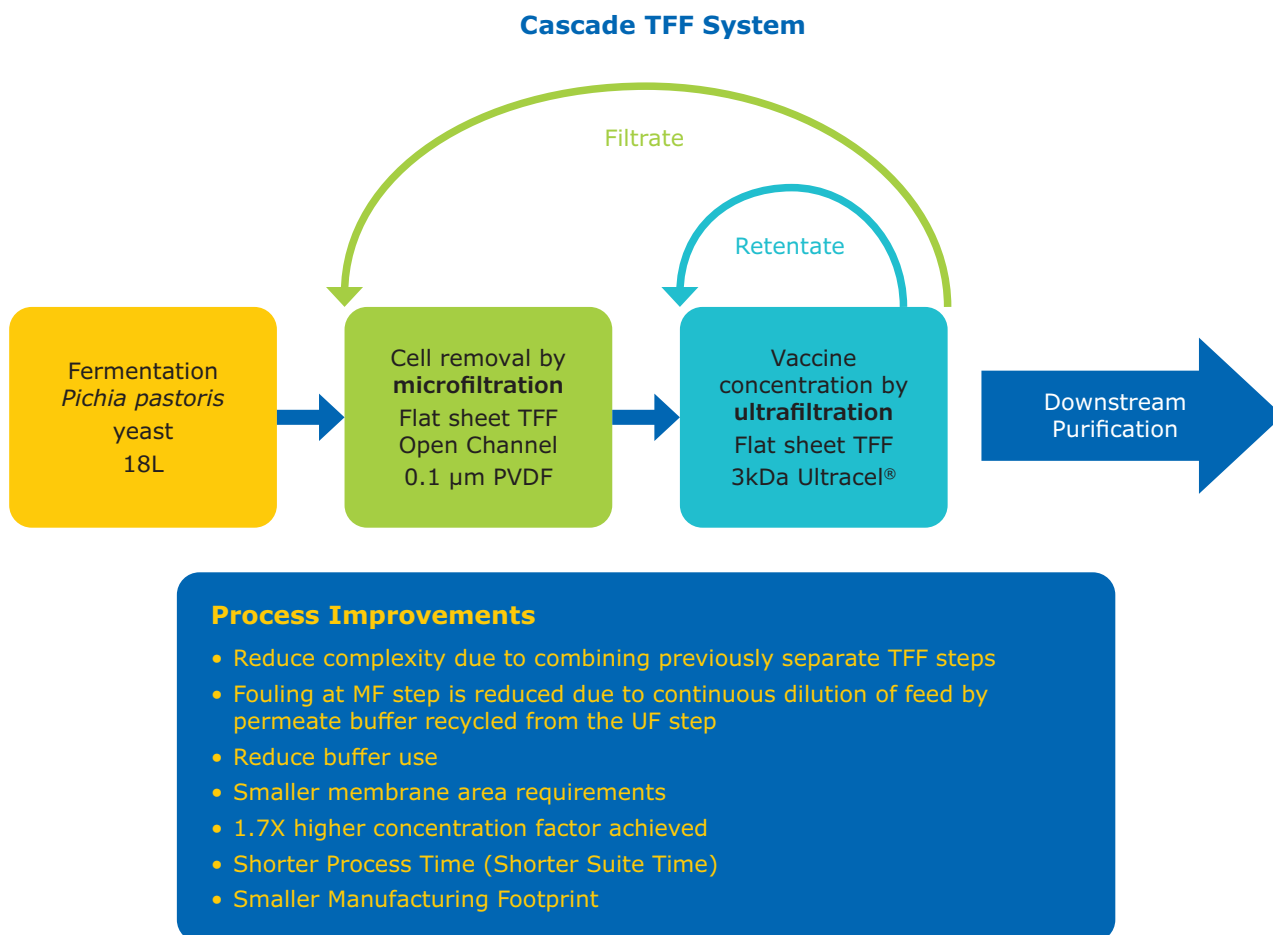 Cascade TFF System
Filtrate
Retentate
Fermentation
Pichia pastoris
yeast
18L
Cell removal by
microfiltration
Flat sheet TFF
Open Channel
0.1 µm PVDF
Vaccine
concentration by
ultrafiltration
Flat sheet TFF
3kDa Ultracel®
Downstream
Purification
Process Improvements
• Reduce complexity due to combining previously separate TFF steps
• Fouling at MF step is reduced due to continuous dilution of feed by
permeate buffer recycled from the UF step
• Reduce buffer use
• Smaller membrane area requirements
• 1.7X higher concentration factor achieved
• Shorter Process Time (Shorter Suite Time)
• Smaller Manufacturing Footprint